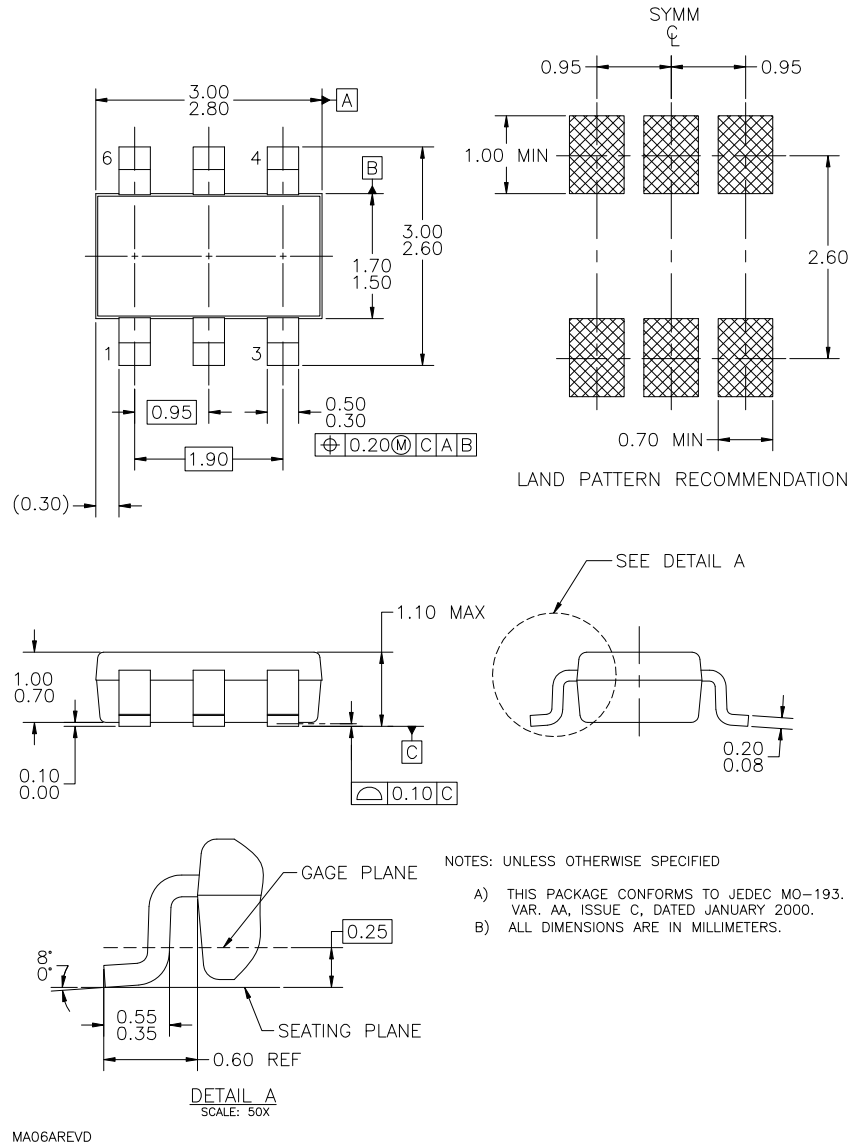 SYMM
℄
0.95
0.95
3.00
2.80
A
6
4
B
1.00 MIN
3.00
2.60
1.70
1.50
2.60
1
3
0.95
0.50
0.30
⌖ 0.20Ⓜ C A B
1.90
0.70 MIN
(0.30)
LAND PATTERN RECOMMENDATION
SEE DETAIL A
1.10 MAX
1.00
0.70
C
0.10
0.00
⌓ 0.10 C
0.20
0.08
GAGE PLANE
0.25
8°
0°
0.55
0.35
SEATING PLANE
0.60 REF
DETAIL A
SCALE: 50X
NOTES: UNLESS OTHERWISE SPECIFIED
A) THIS PACKAGE CONFORMS TO JEDEC MO-193.
VAR. AA, ISSUE C, DATED JANUARY 2000.
B) ALL DIMENSIONS ARE IN MILLIMETERS.
MA06AREVD